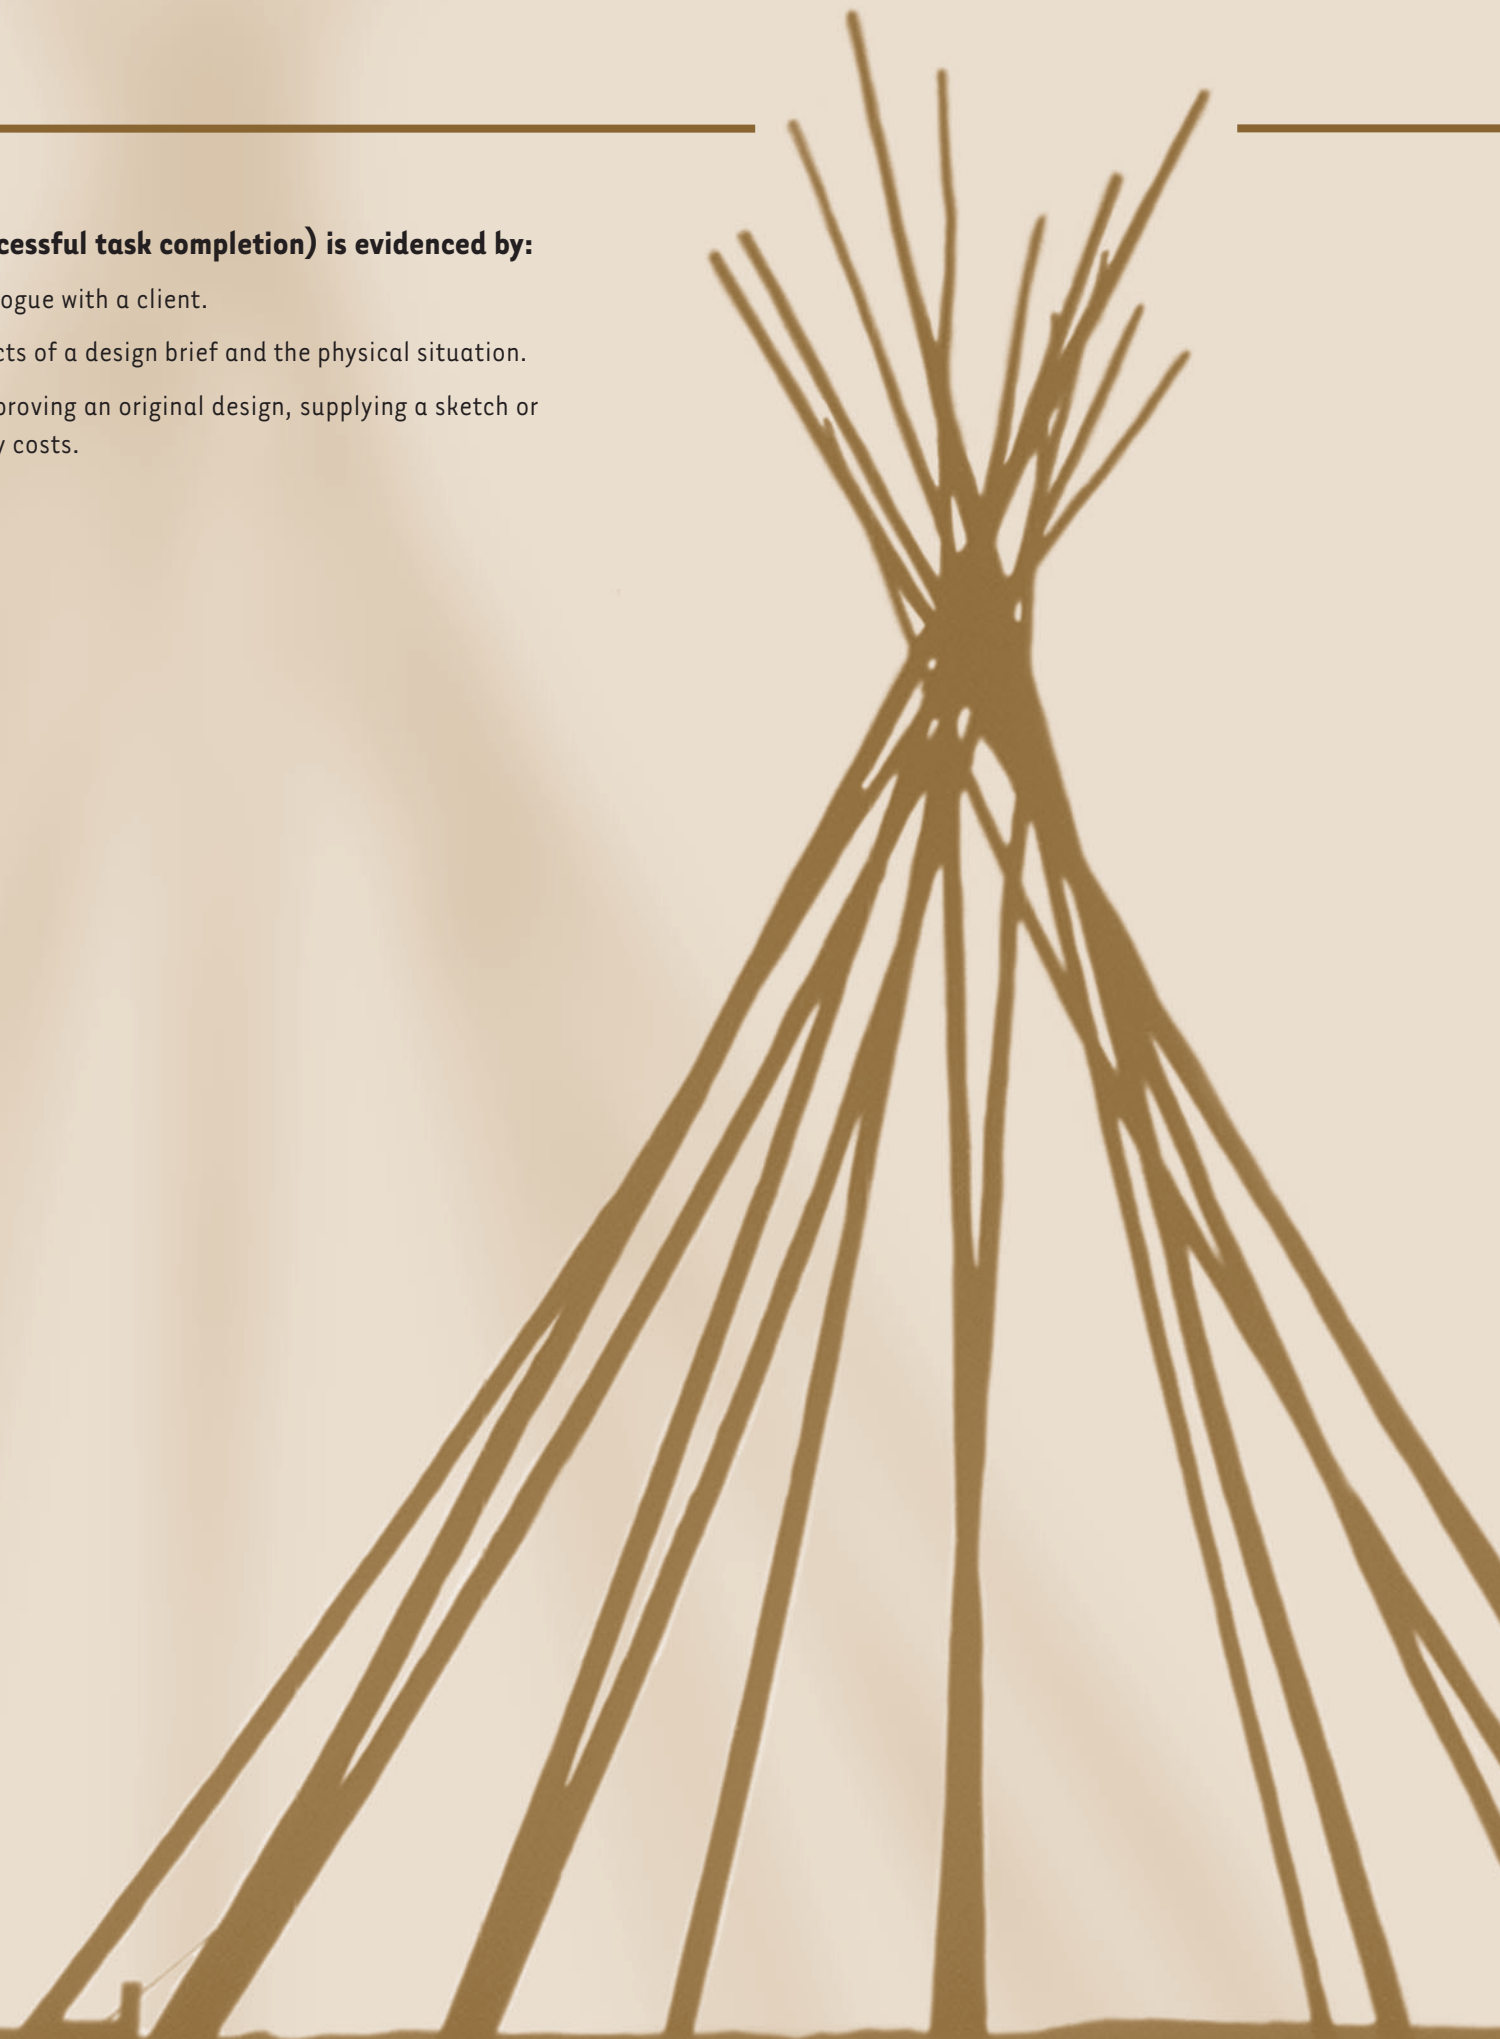 cessful task completion) is evidenced by:
ogue with a client.
cts of a design brief and the physical situation.
proving an original design, supplying a sketch or
y costs.